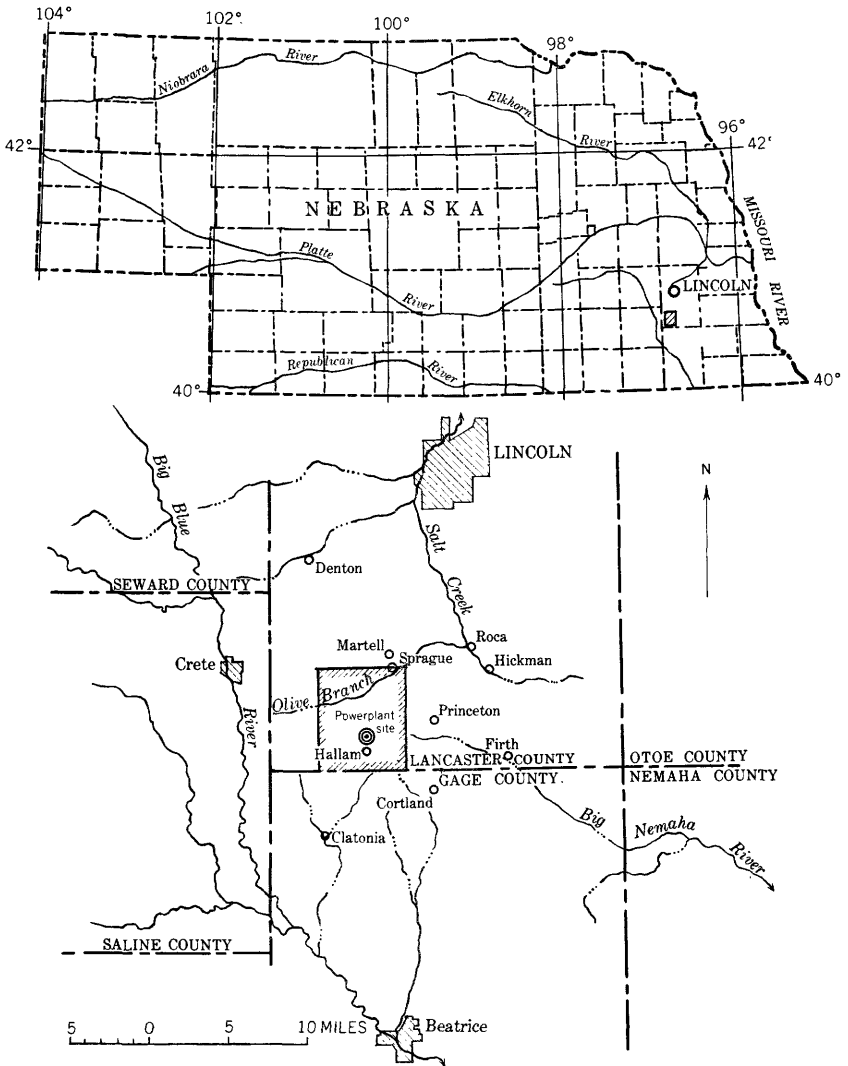 104°
102°
100°
98°
96°
42°
42°
40°
40°
Niobrara River
Elkhorn River
NEBRASKA
Platte River
Republican River
MISSOURI RIVER
LINCOLN
Big Blue River
LINCOLN
N
Salt Creek
Denton
SEWARD COUNTY
Martell
Roca
Sprague
Hickman
Crete
Olive Branch
Princeton
Powerplant site
Hallam
Firth
LANCASTER COUNTY
OTOE COUNTY
GAGE COUNTY
NEMAHA COUNTY
Cortland
Big Nemaha River
Clatonia
SALINE COUNTY
5 0 5 10 MILES
Beatrice